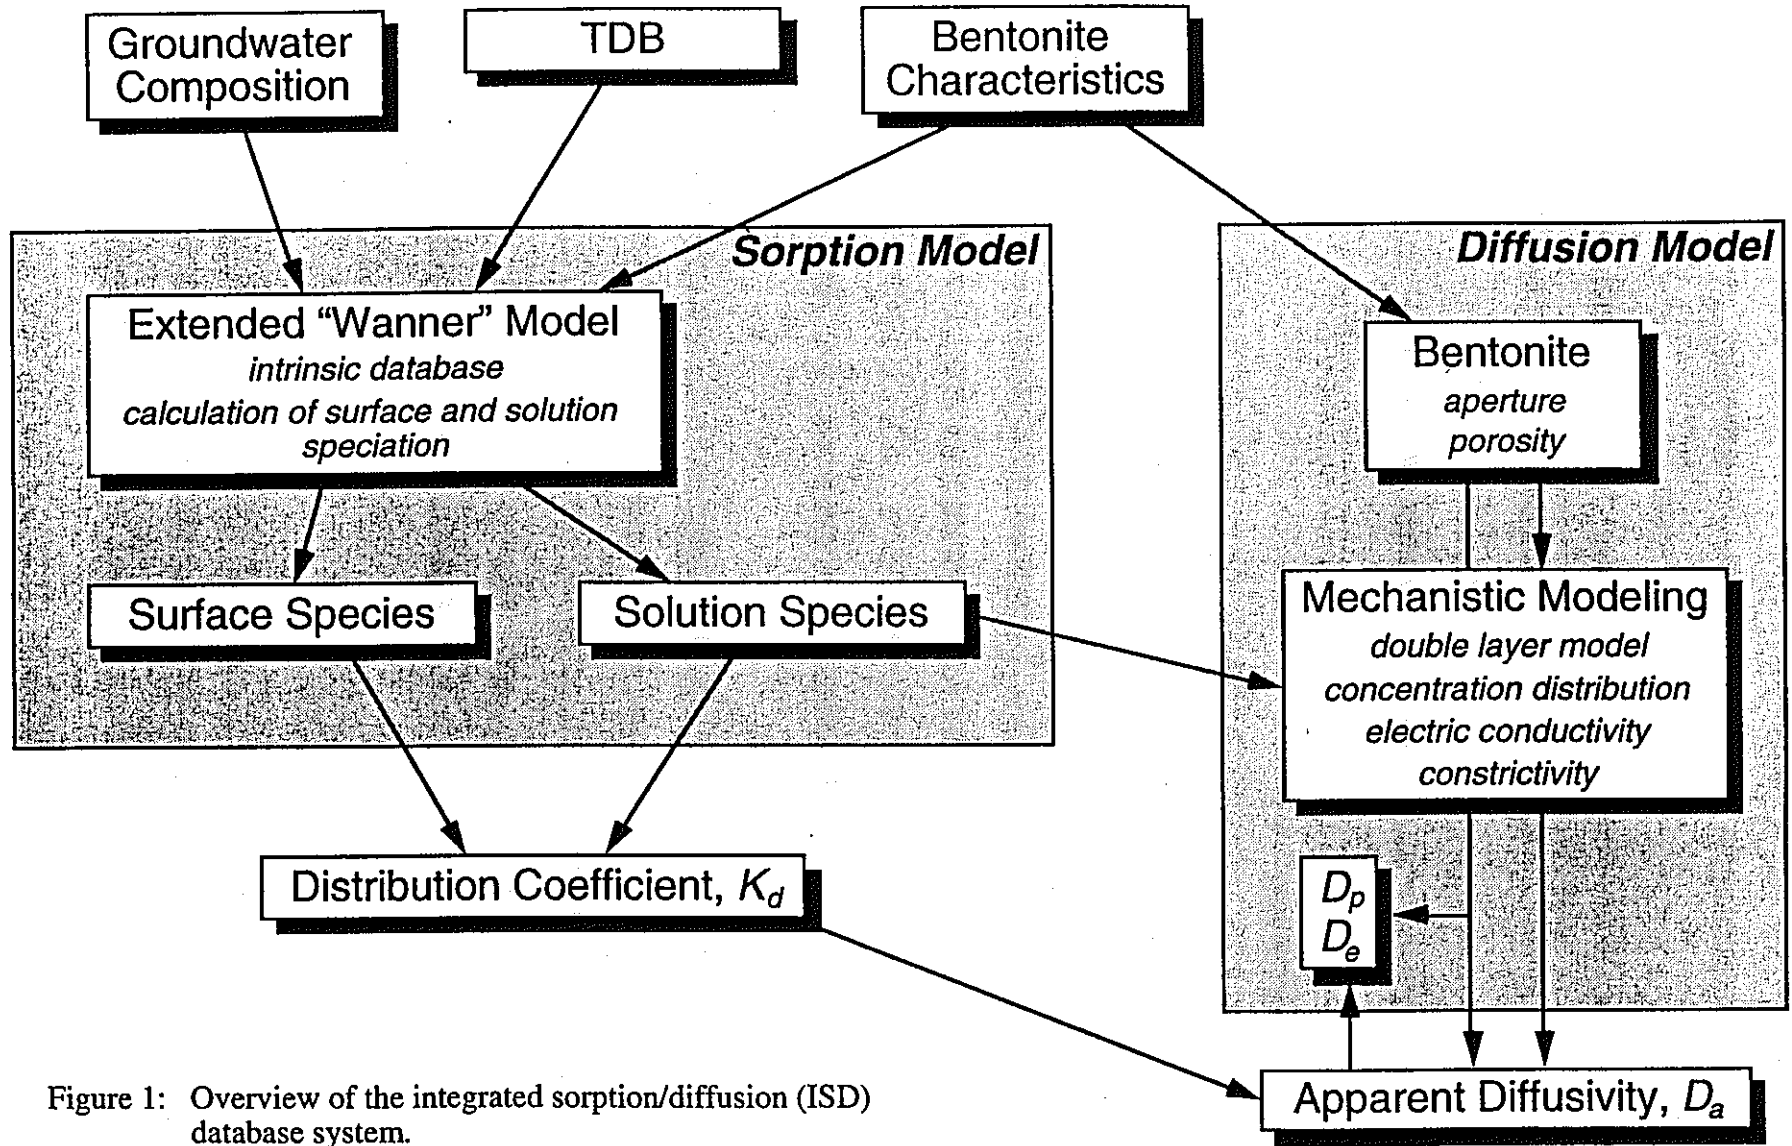 Groundwater
Composition
TDB
Bentonite
Characteristics
Sorption Model
Extended “Wanner” Model
intrinsic database
calculation of surface and solution
speciation
Surface Species
Solution Species
Distribution Coefficient, Kd
Diffusion Model
Bentonite
aperture
porosity
Mechanistic Modeling
double layer model
concentration distribution
electric conductivity
constrictivity
Dp
De
Apparent Diffusivity, Da
Figure 1: Overview of the integrated sorption/diffusion (ISD)
database system.